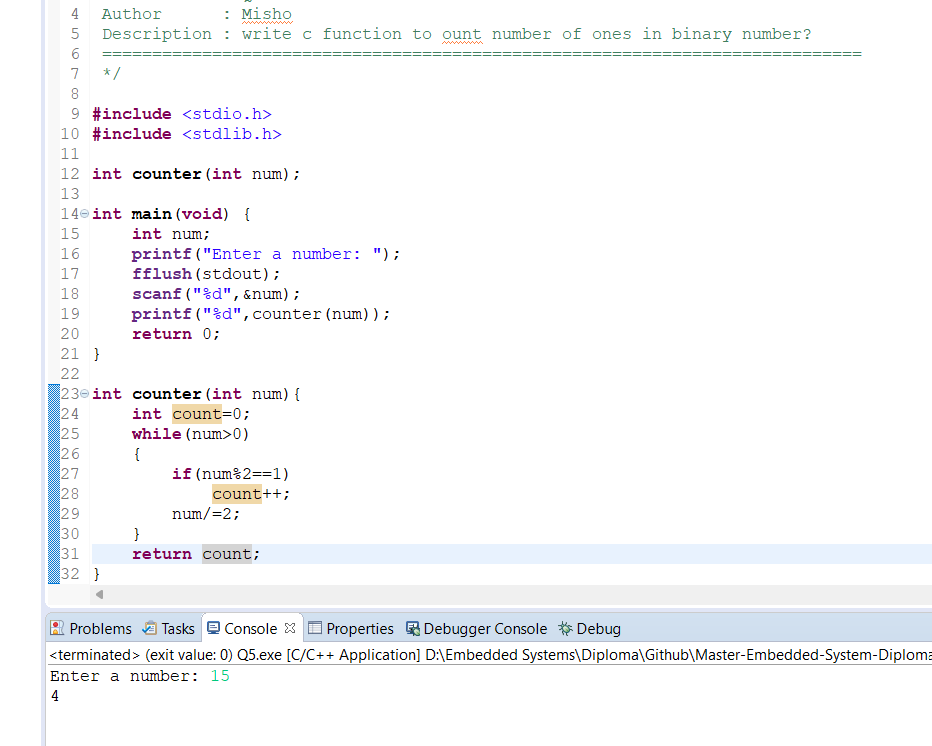 4 Author      : Misho
5 Description : write c function to ount number of ones in binary number?
6 ============================================================================
7 */
8
9 #include <stdio.h>
10 #include <stdlib.h>
11
12 int counter(int num);
13
14 int main(void) {
15     int num;
16     printf("Enter a number: ");
17     fflush(stdout);
18     scanf("%d",&num);
19     printf("%d",counter(num));
20     return 0;
21 }
22
23 int counter(int num){
24     int count=0;
25     while(num>0)
26     {
27         if(num%2==1)
28             count++;
29         num/=2;
30     }
31     return count;
32 }
Problems Tasks Console Properties Debugger Console Debug
<terminated> (exit value: 0) Q5.exe [C/C++ Application] D:\Embedded Systems\Diploma\Github\Master-Embedded-System-Diploma
Enter a number: 15
4